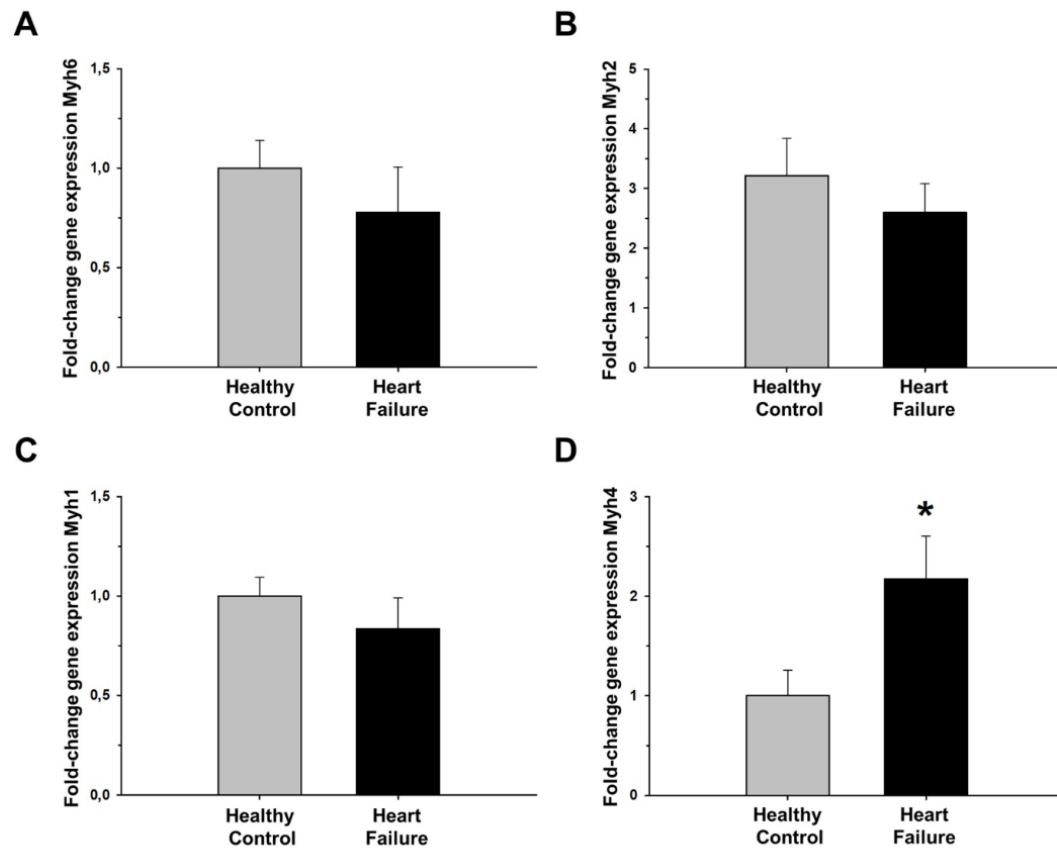 A
Fold-change gene expression Myh6
1,5
1,0
0,5
0,0
Healthy
Control
Heart
Failure
B
Fold-change gene expression Myh2
5
4
3
2
1
0
Healthy
Control
Heart
Failure
C
Fold-change gene expression Myh1
1,5
1,0
0,5
0,0
Healthy
Control
Heart
Failure
D
Fold-change gene expression Myh4
3
2
1
0
*
Healthy
Control
Heart
Failure